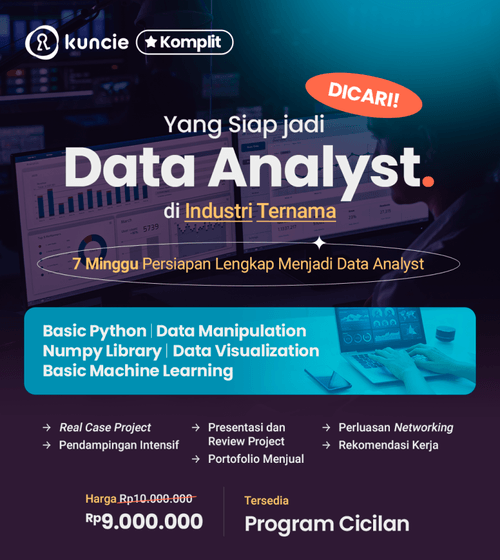 kuncie
Komplit
DICARI!
Yang Siap jadi
Data Analyst.
di Industri Ternama
7 Minggu Persiapan Lengkap Menjadi Data Analyst
Basic Python | Data Manipulation
Numpy Library | Data Visualization
Basic Machine Learning
→ Real Case Project
→ Pendampingan Intensif
→ Presentasi dan
Review Project
→ Portofolio Menjual
→ Perluasan Networking
→ Rekomendasi Kerja
Harga Rp10.000.000
Rp9.000.000
Tersedia
Program Cicilan